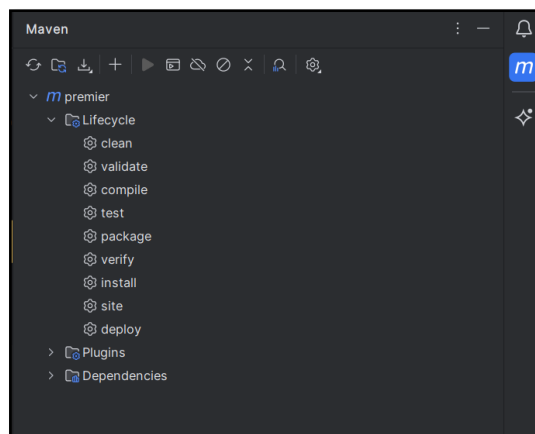 Maven
m premier
Lifecycle
clean
validate
compile
test
package
verify
install
site
deploy
Plugins
Dependencies
m